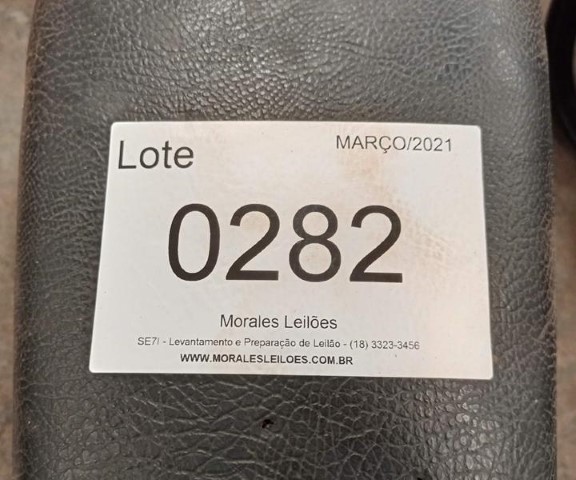 Lote
MARÇO/2021
0282
Morales Leilões
SE7I - Levantamento e Preparação de Leilão - (18) 3323-3456
WWW.MORALESLEILOES.COM.BR